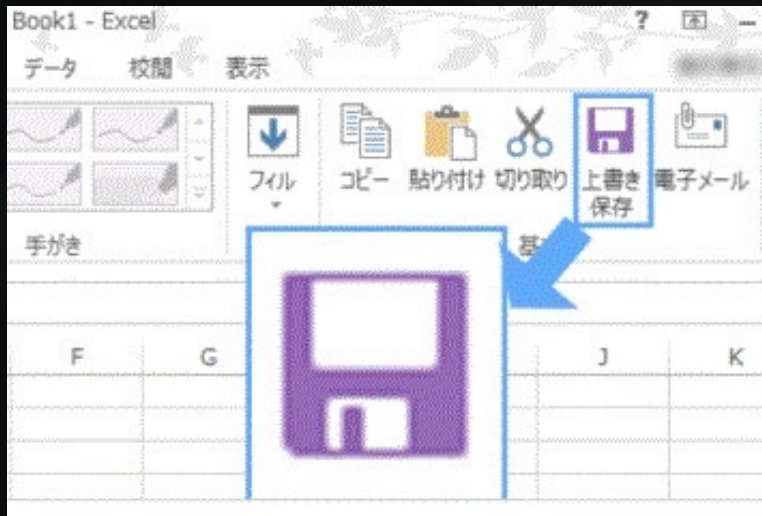 Book1 - Excel ?
データ 校閲 表示
フィル コピー 貼り付け 切り取り 上書き 電子メール
保存
手がき
F G J K